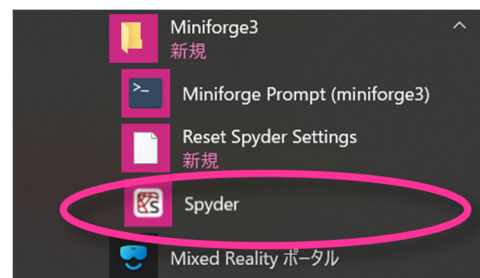 Miniforge3
新規
Miniforge Prompt (miniforge3)
Reset Spyder Settings
新規
Spyder
Mixed Reality ポータル